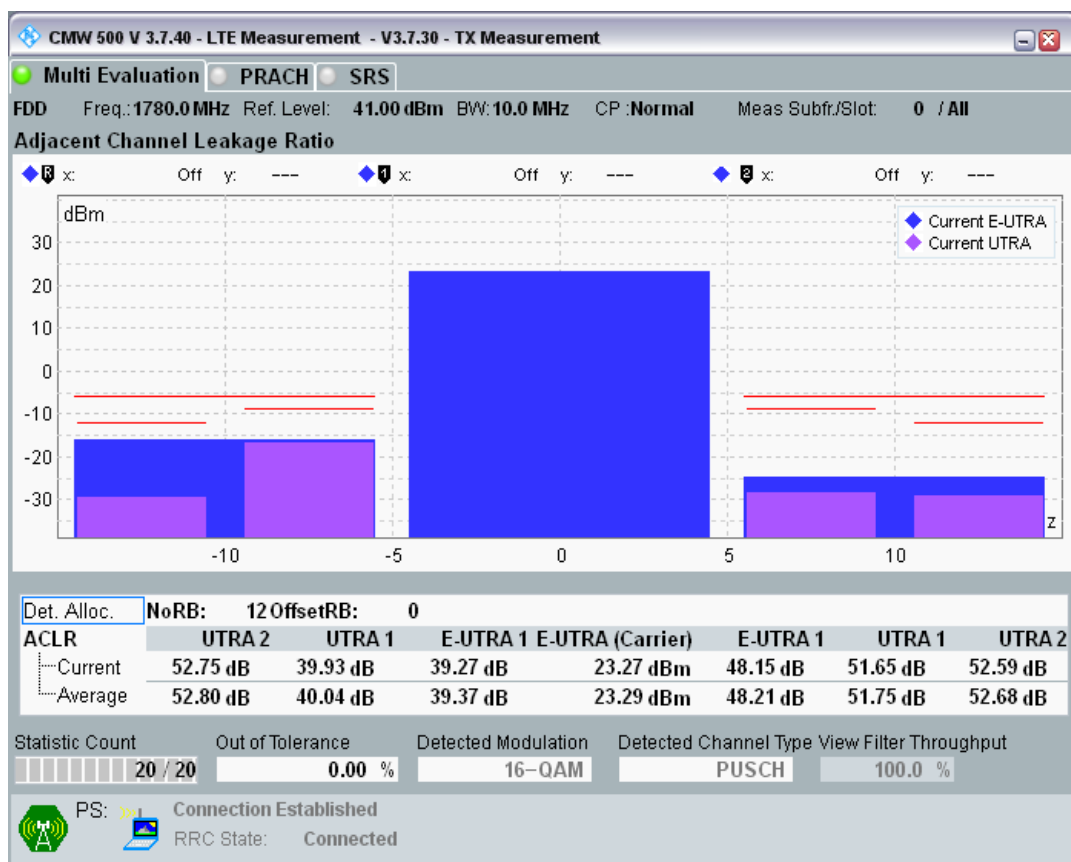 CMW 500 V 3.7.40 - LTE Measurement - V3.7.30 - TX Measurement
Multi Evaluation PRACH SRS
FDD Freq.: 1780.0 MHz Ref. Level: 41.00 dBm BW: 10.0 MHz CP : Normal Meas Subfr./Slot: 0 / All
Adjacent Channel Leakage Ratio
R x: Off y: --- 1 x: Off y: --- 2 x: Off y: ---
dBm
Current E-UTRA
Current UTRA
30
20
10
0
-10
-20
-30
z
-10 -5 0 5 10
Det. Alloc. NoRB: 12 OffsetRB: 0
ACLR UTRA 2 UTRA 1 E-UTRA 1 E-UTRA (Carrier) E-UTRA 1 UTRA 1 UTRA 2
Current 52.75 dB 39.93 dB 39.27 dB 23.27 dBm 48.15 dB 51.65 dB 52.59 dB
Average 52.80 dB 40.04 dB 39.37 dB 23.29 dBm 48.21 dB 51.75 dB 52.68 dB
Statistic Count Out of Tolerance Detected Modulation Detected Channel Type View Filter Throughput
20 / 20 0.00 % 16-QAM PUSCH 100.0 %
PS: Connection Established
RRC State: Connected